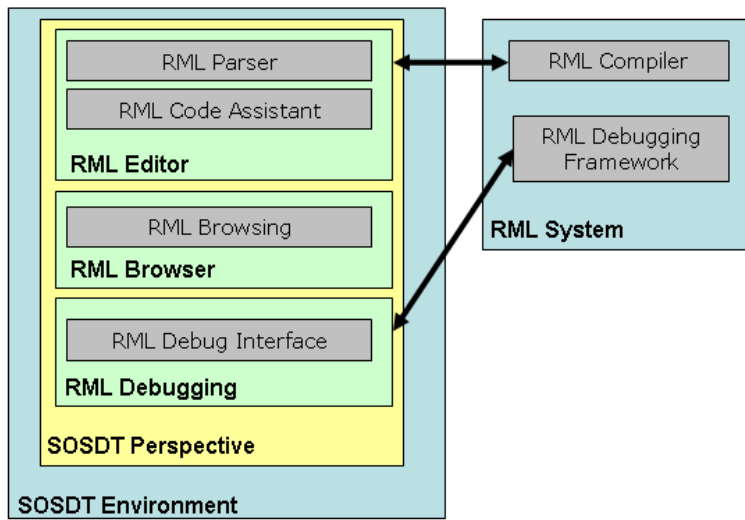 RML Parser
RML Code Assistant
RML Editor
RML Browsing
RML Browser
RML Debug Interface
RML Debugging
SOSDT Perspective
SOSDT Environment
RML Compiler
RML Debugging
Framework
RML System